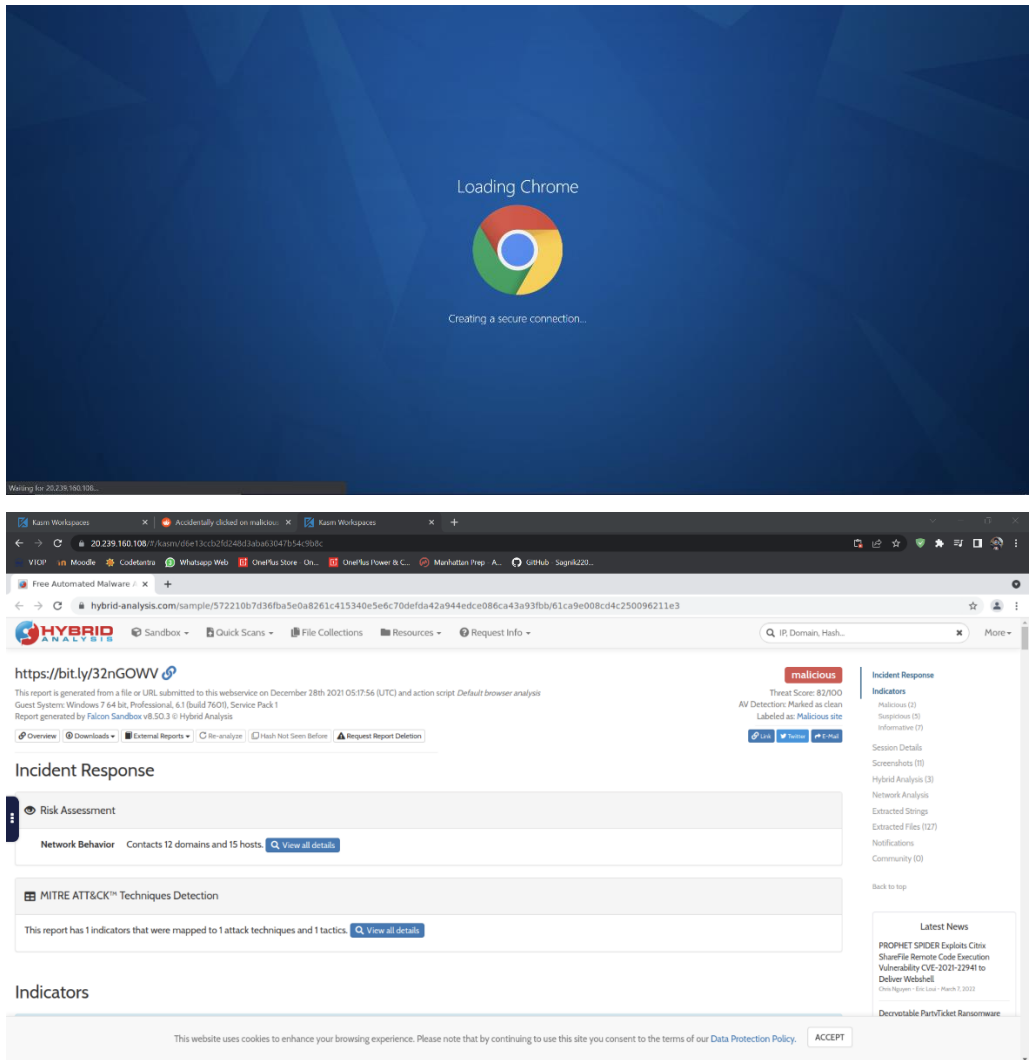 Loading Chrome
Creating a secure connection...
Waiting for 20.239.160.108...
Kasm Workspaces
Accidentally clicked on malicious
Kasm Workspaces
20.239.160.108/#/kasm/d6e13ccb2fd248d3aba63047b54c9b8c
VTOP
Moodle
Codetantra
Whatsapp Web
OnePlus Store On...
OnePlus Power & C...
Manhattan Prep A...
GitHub Sagnik220...
Free Automated Malware A
hybrid-analysis.com/sample/572210b7d36fba5e0a8261c415340e5e6c70defda42a944edce086ca43a93fbb/61ca9e008cd4c250096211e3
HYBRID
ANALYSIS
Sandbox
Quick Scans
File Collections
Resources
Request Info
IP, Domain, Hash...
More
https://bit.ly/32nGOWV
This report is generated from a file or URL submitted to this webservice on December 28th 2021 05:17:56 (UTC) and action script Default browser analysis
Guest System: Windows 7 64 bit, Professional, 6.1 (build 7601), Service Pack 1
Report generated by Falcon Sandbox v8.50.3 © Hybrid Analysis
Overview
Downloads
External Reports
Re-analyze
Hash Not Seen Before
Request Report Deletion
malicious
Threat Score: 82/100
AV Detection: Marked as clean
Labeled as: Malicious site
Link
Twitter
E-Mail
Incident Response
Risk Assessment
Network Behavior Contacts 12 domains and 15 hosts. View all details
MITRE ATT&CK™ Techniques Detection
This report has 1 indicators that were mapped to 1 attack techniques and 1 tactics. View all details
Indicators
Incident Response
Indicators
Malicious (2)
Suspicious (5)
Informative (7)
Session Details
Screenshots (11)
Hybrid Analysis (3)
Network Analysis
Extracted Strings
Extracted Files (127)
Notifications
Community (0)
Back to top
Latest News
PROPHET SPIDER Exploits Citrix
ShareFile Remote Code Execution
Vulnerability CVE-2021-22941 to
Deliver Webshell
Chris Nguyen - Eric Loui - March 7, 2022
Decryptable PartyTicket Ransomware
This website uses cookies to enhance your browsing experience. Please note that by continuing to use this site you consent to the terms of our Data Protection Policy.
ACCEPT